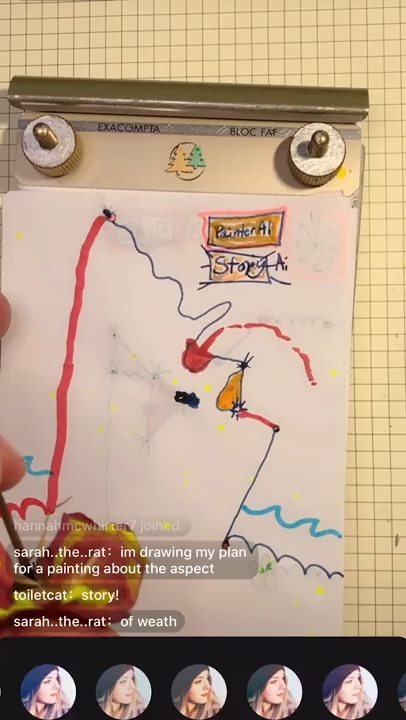 EXACOMPTA BLOC FAF
Painter Ai
Story Ai
hannahmcwhirter7 joined
sarah..the..rat: im drawing my plan
for a painting about the aspect
toiletcat: story!
sarah..the..rat: of weath